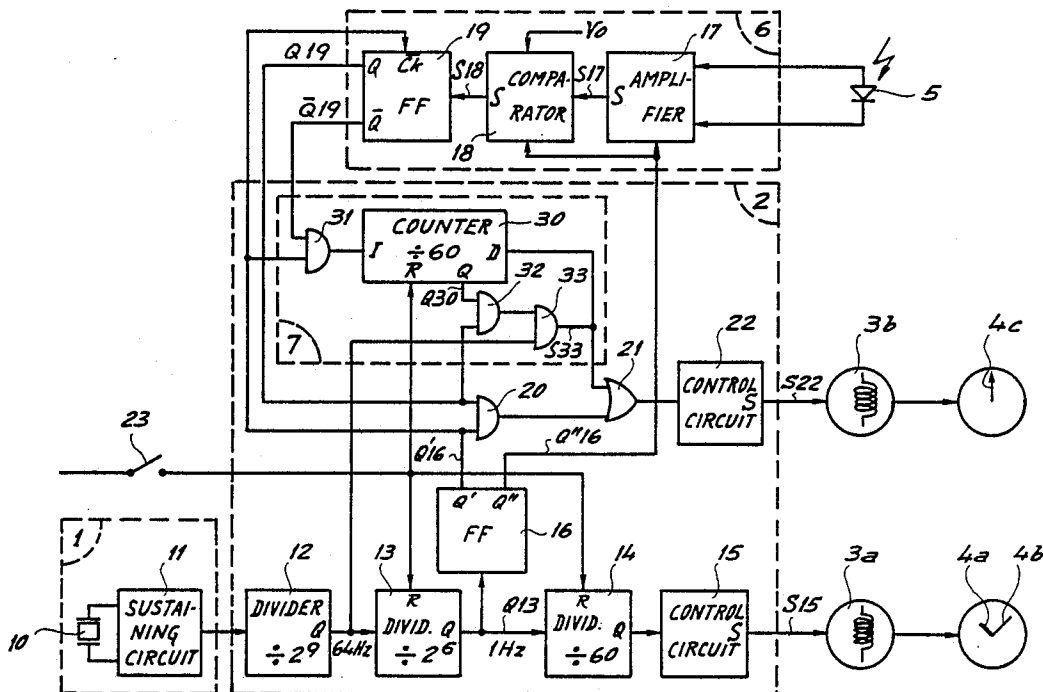 19
Vo
17
6
Q19
Q
Ck
S18
COMPA-
RATOR
S
S17
AMPLI-
FIER
S
5
Q̄19
Q̄
FF
18
2
31
COUNTER
30
I
÷60
D
R
Q
32
33
Q30
7
S33
21
22
3b
4c
20
CONTROL
CIRCUIT
S
S22
23
Q'16
Q"16
Q'
Q"
FF
16
1
11
12
13
14
15
3a
4a
4b
10
SUSTAI-
NING
CIRCUIT
DIVIDER
Q
÷2⁹
64Hz
R
DIVID.
Q
÷2⁶
Q13
1Hz
R
DIVID.
Q
÷60
CONTROL
CIRCUIT
S
S15